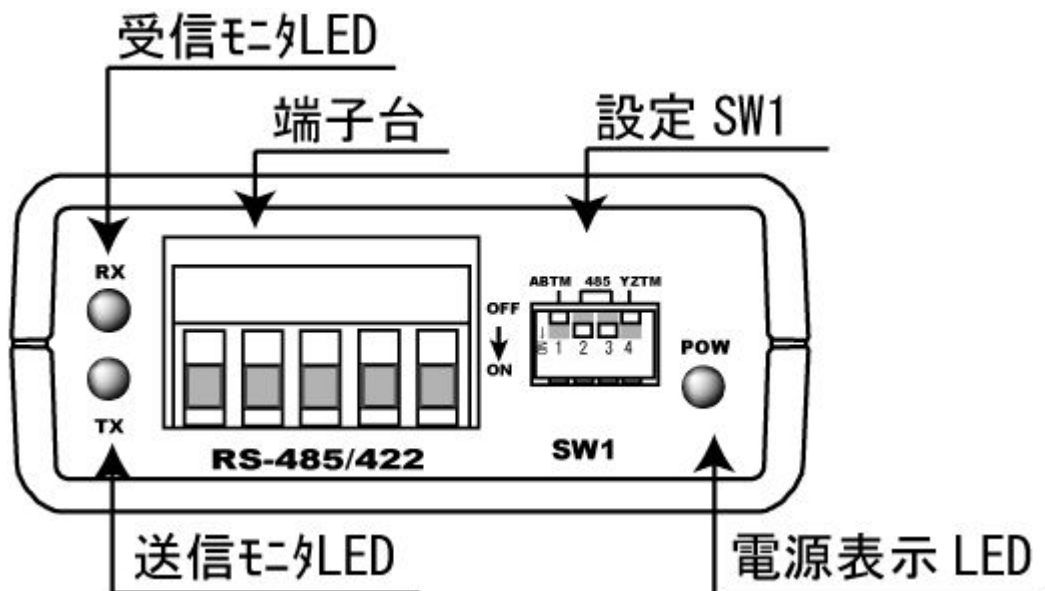 受信ﾓﾆﾀLED
端子台
設定 SW1
RX
ABTM 485 YZTM
OFF
ON
1 2 3 4
ON
POW
TX
RS-485/422
SW1
送信ﾓﾆﾀLED
電源表示 LED